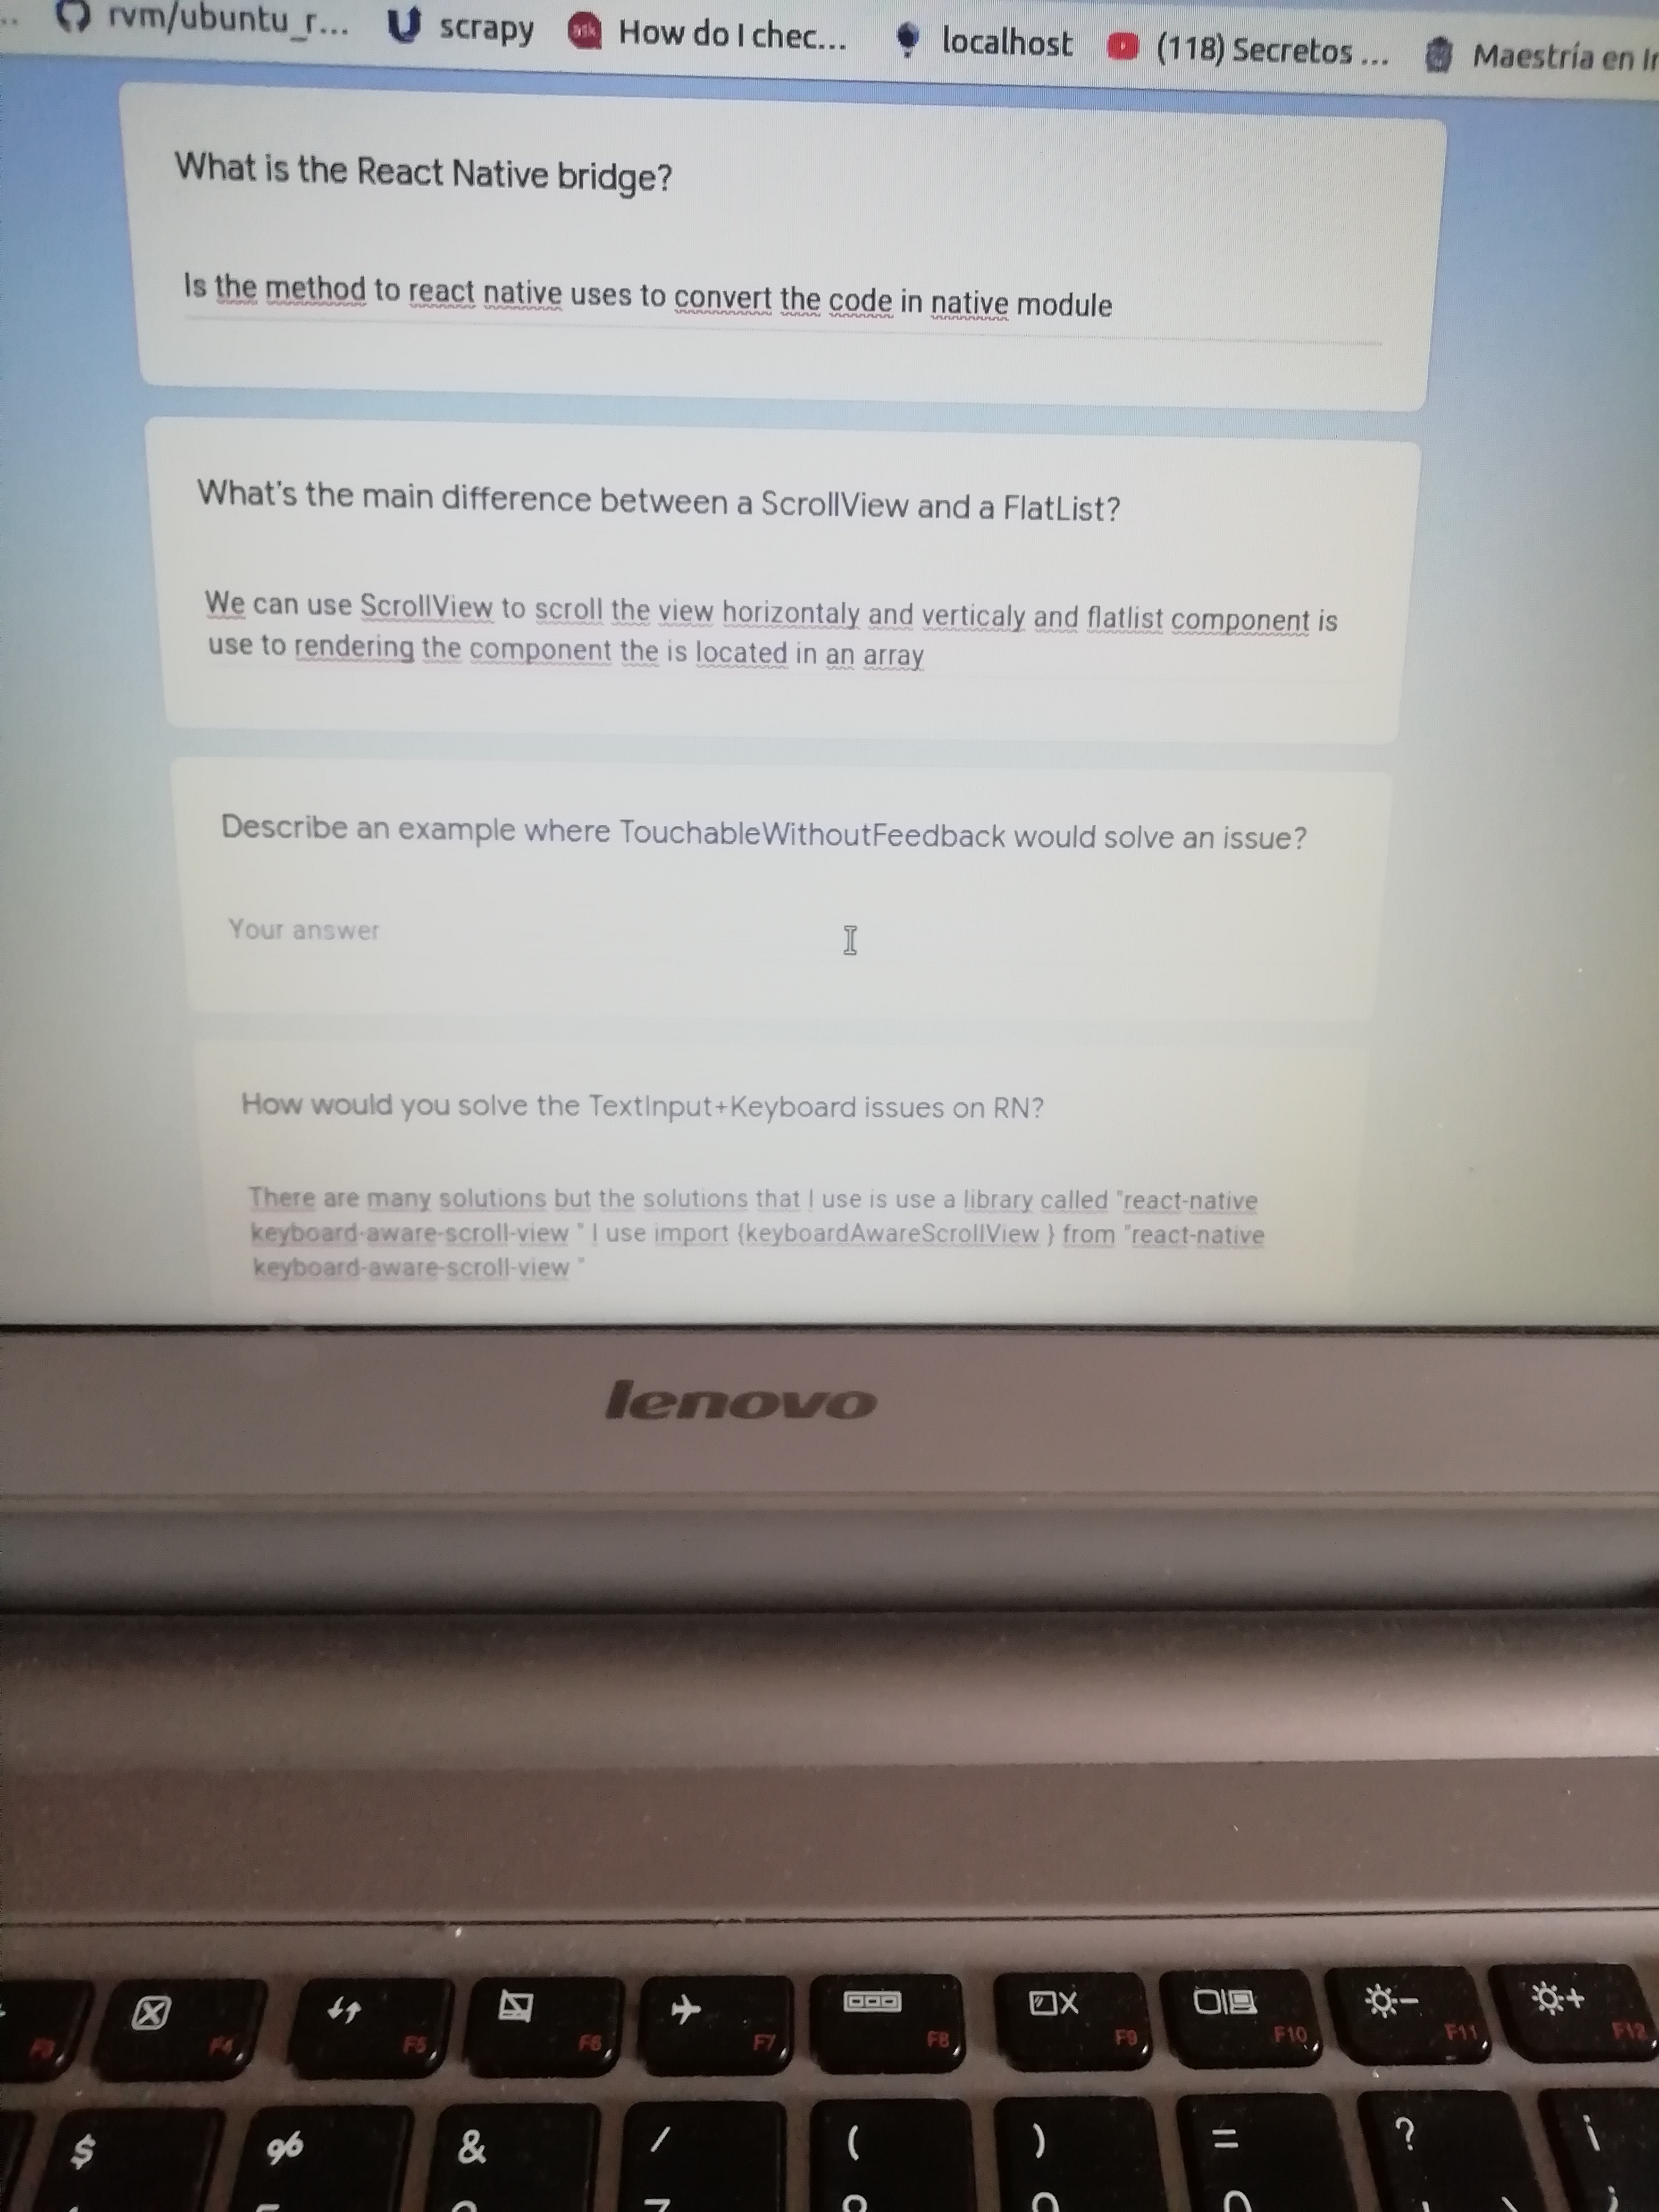 rvm/ubuntu_r...
scrapy
ask
How do I chec...
localhost
(118) Secretos ...
Maestría en
What is the React Native bridge?
Is the method to react native uses to convert the code in native module
What's the main difference between a ScrollView and a FlatList?
We can use ScrollView to scroll the view horizontaly and verticaly and flatlist component is
use to rendering the component the is located in an array
Describe an example where TouchableWithoutFeedback would solve an issue?
Your answer
How would you solve the TextInput+Keyboard issues on RN?
There are many solutions but the solutions that I use is use a library called "react-native
keyboard-aware-scroll-view " I use import {keyboardAwareScrollView } from "react-native
keyboard-aware-scroll-view "
lenovo
F3 F4 F5 F6 F7 F8 F9 F10 F11 F12
$ % & / ( ) = ? ¡